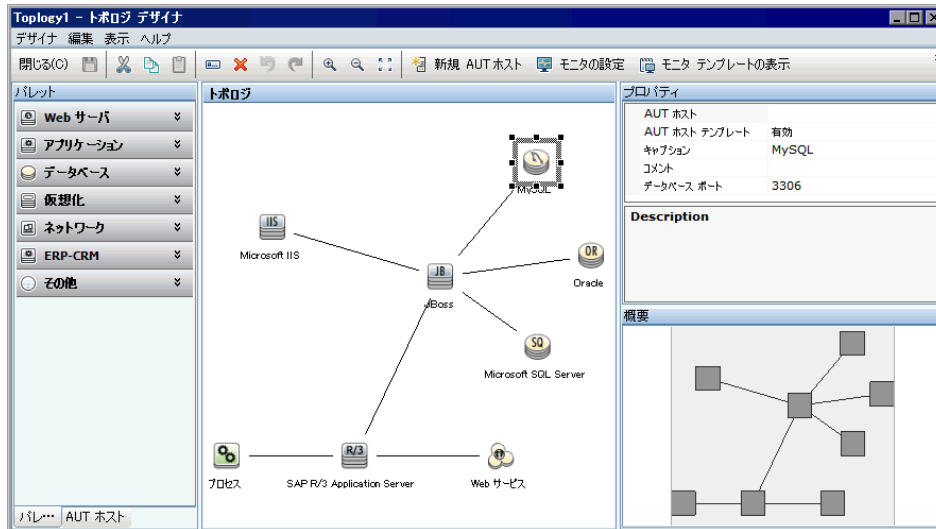 Toplogy1 - トポロジ デザイナ
デザイナ 編集 表示 ヘルプ
閉じる(C) 新規 AUT ホスト モニタの設定 モニタ テンプレートの表示
パレット
Web サーバ
アプリケーション
データベース
仮想化
ネットワーク
ERP-CRM
その他
パレ… AUT ホスト
トポロジ
MySQL
IIS
Microsoft IIS
JB
JBoss
OR
Oracle
SQ
Microsoft SQL Server
プロセス
R/3
SAP R/3 Application Server
Web サービス
プロパティ
AUT ホスト
AUT ホスト テンプレート 有効
キャプション MySQL
コメント
データベース ポート 3306
Description
概要